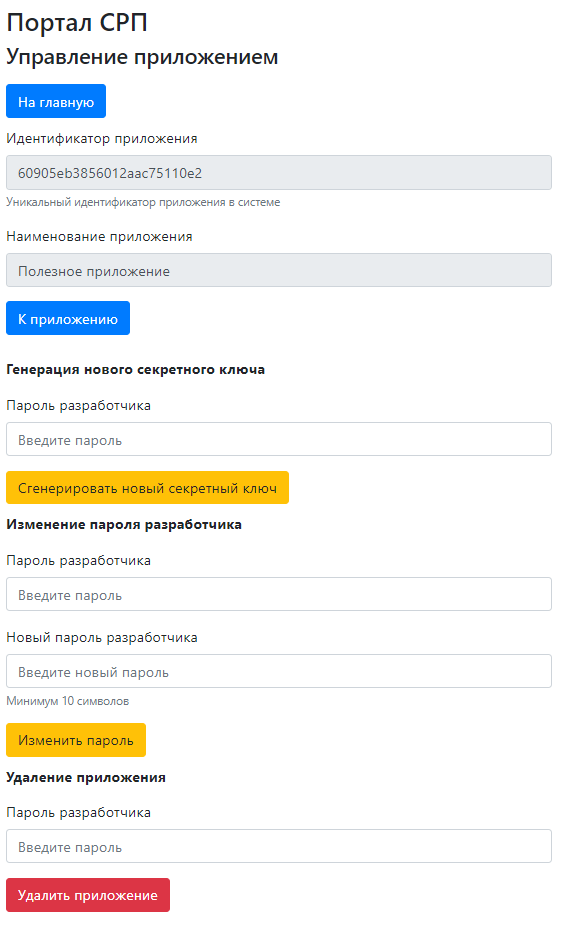 Портал СРП
Управление приложением
На главную
Идентификатор приложения
60905eb3856012aac75110e2
Уникальный идентификатор приложения в системе
Наименование приложения
Полезное приложение
К приложению
Генерация нового секретного ключа
Пароль разработчика
Введите пароль
Сгенерировать новый секретный ключ
Изменение пароля разработчика
Пароль разработчика
Введите пароль
Новый пароль разработчика
Введите новый пароль
Минимум 10 символов
Изменить пароль
Удаление приложения
Пароль разработчика
Введите пароль
Удалить приложение